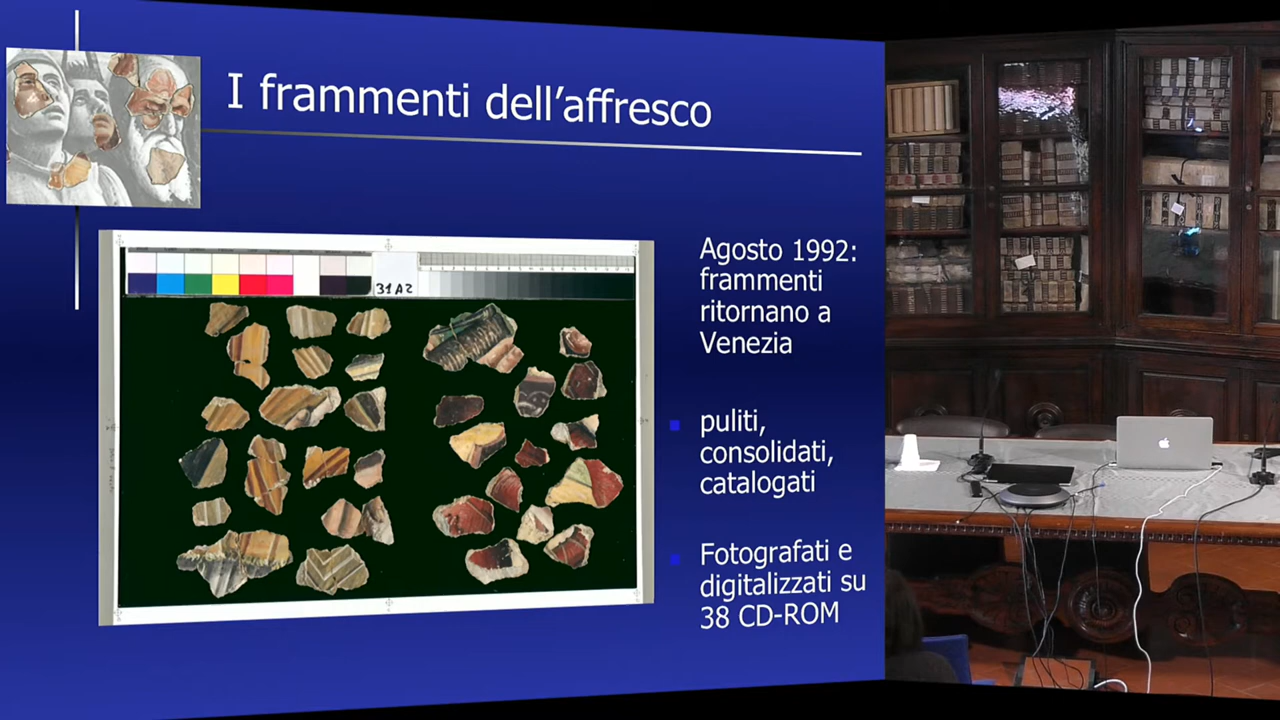 I frammenti dell'affresco
31A2
Agosto 1992:
frammenti
ritornano a
Venezia
puliti,
consolidati,
catalogati
Fotografati e
digitalizzati su
38 CD-ROM